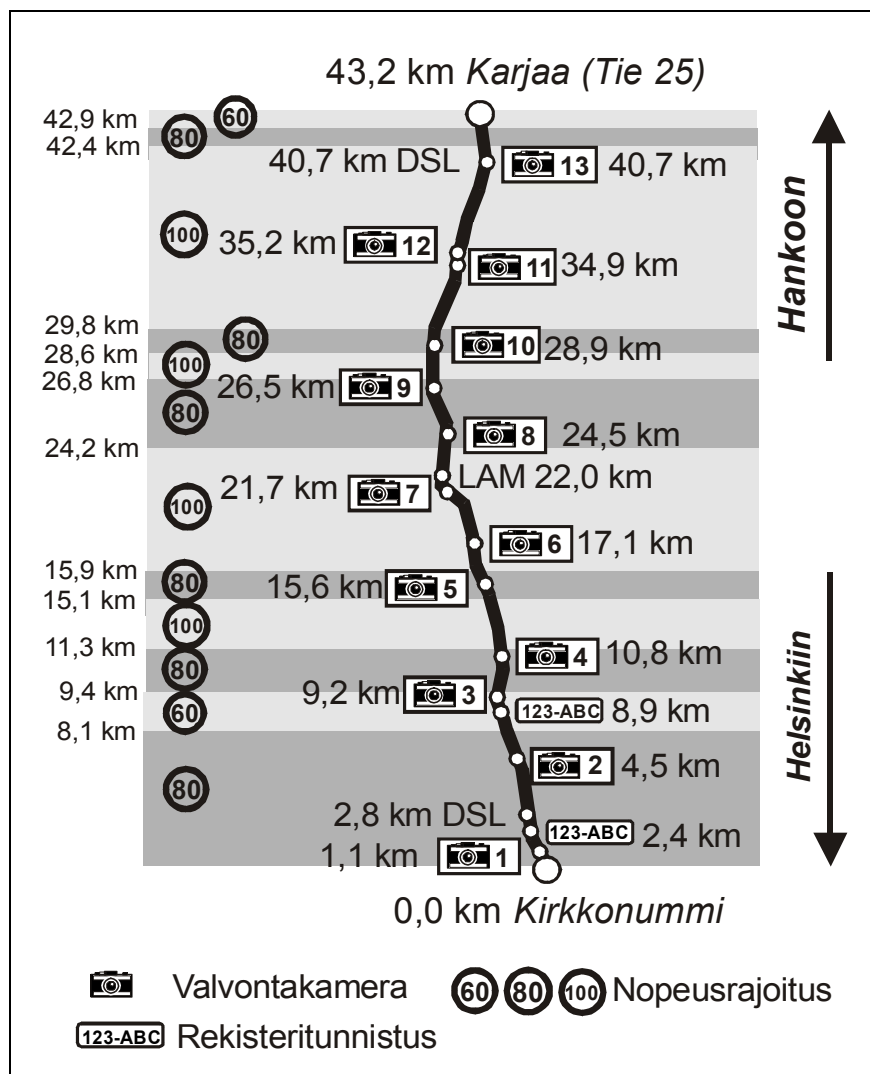 43,2 km Karjaa (Tie 25)
42,9 km
60
80
42,4 km
40,7 km DSL
13
40,7 km
100
35,2 km
12
11
34,9 km
Hankoon
29,8 km
80
10
28,9 km
28,6 km
100
26,8 km
26,5 km
9
80
8
24,5 km
24,2 km
LAM 22,0 km
21,7 km
7
100
6
17,1 km
15,9 km
80
15,6 km
5
15,1 km
100
11,3 km
4
10,8 km
80
9,4 km
9,2 km
3
60
123-ABC
8,9 km
8,1 km
Helsinkiin
2
4,5 km
80
2,8 km DSL
123-ABC
2,4 km
1,1 km
1
0,0 km Kirkkonummi
Valvontakamera
60 80 100 Nopeusrajoitus
123-ABC Rekisteritunnistus